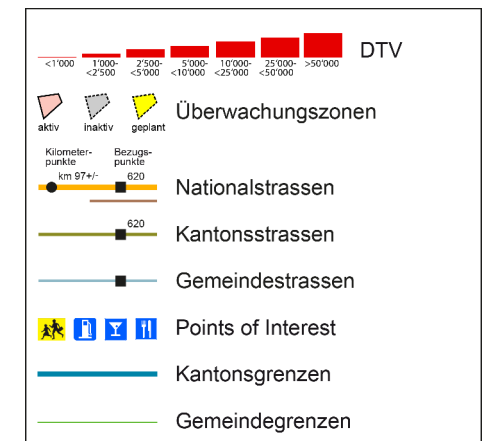 DTV
<1'000 1'000- 2'500- 5'000- 10'000- 25'000- >50'000
<2'500 <5'000 <10'000 <25'000 <50'000
Überwachungszonen
aktiv inaktiv geplant
Kilometer- Bezugs-
punkte punkte
km 97+/- 620
Nationalstrassen
620
Kantonsstrassen
Gemeindestrassen
Points of Interest
Kantonsgrenzen
Gemeindegrenzen